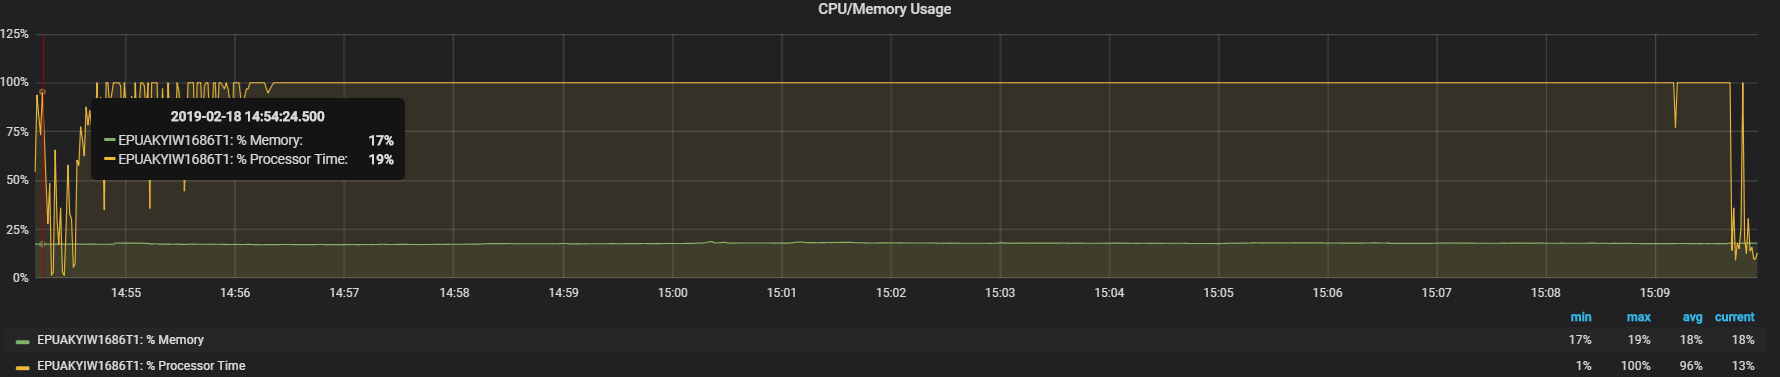 CPU/Memory Usage
125%
100%
75%
50%
25%
0%
2019-02-18 14:54:24.500
EPUAKYIW1686T1: % Memory: 17%
EPUAKYIW1686T1: % Processor Time: 19%
14:55 14:56 14:57 14:58 14:59 15:00 15:01 15:02 15:03 15:04 15:05 15:06 15:07 15:08 15:09
min max avg current
EPUAKYIW1686T1: % Memory 17% 19% 18% 18%
EPUAKYIW1686T1: % Processor Time 1% 100% 96% 13%